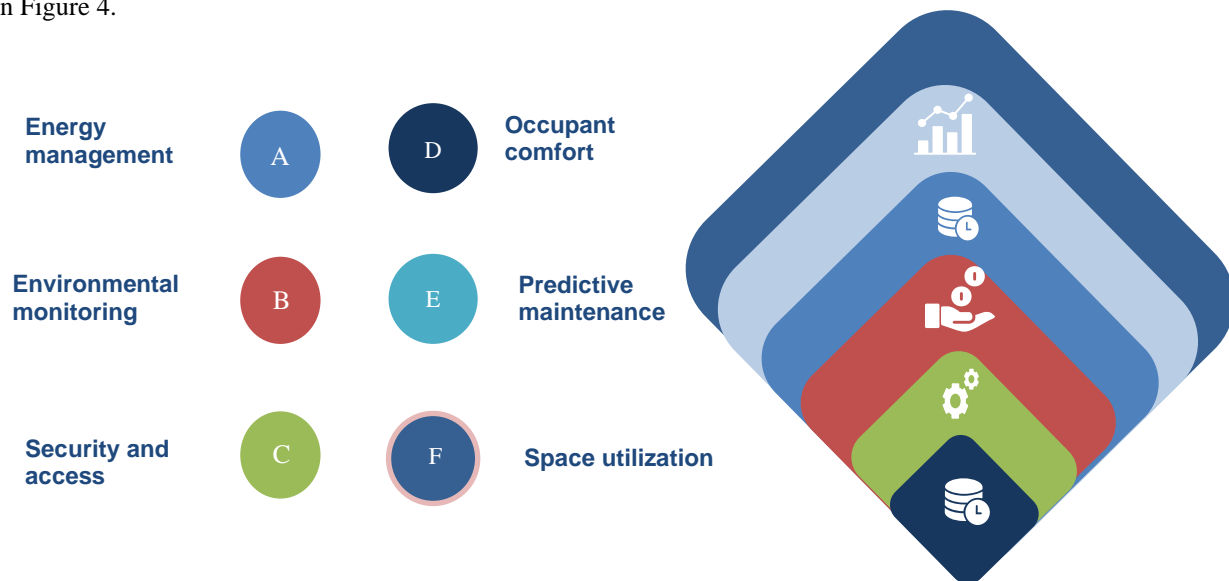 n Figure 4.
Energy
management
A
D
Occupant
comfort
Environmental
monitoring
B
E
Predictive
maintenance
Security and
access
C
F
Space utilization